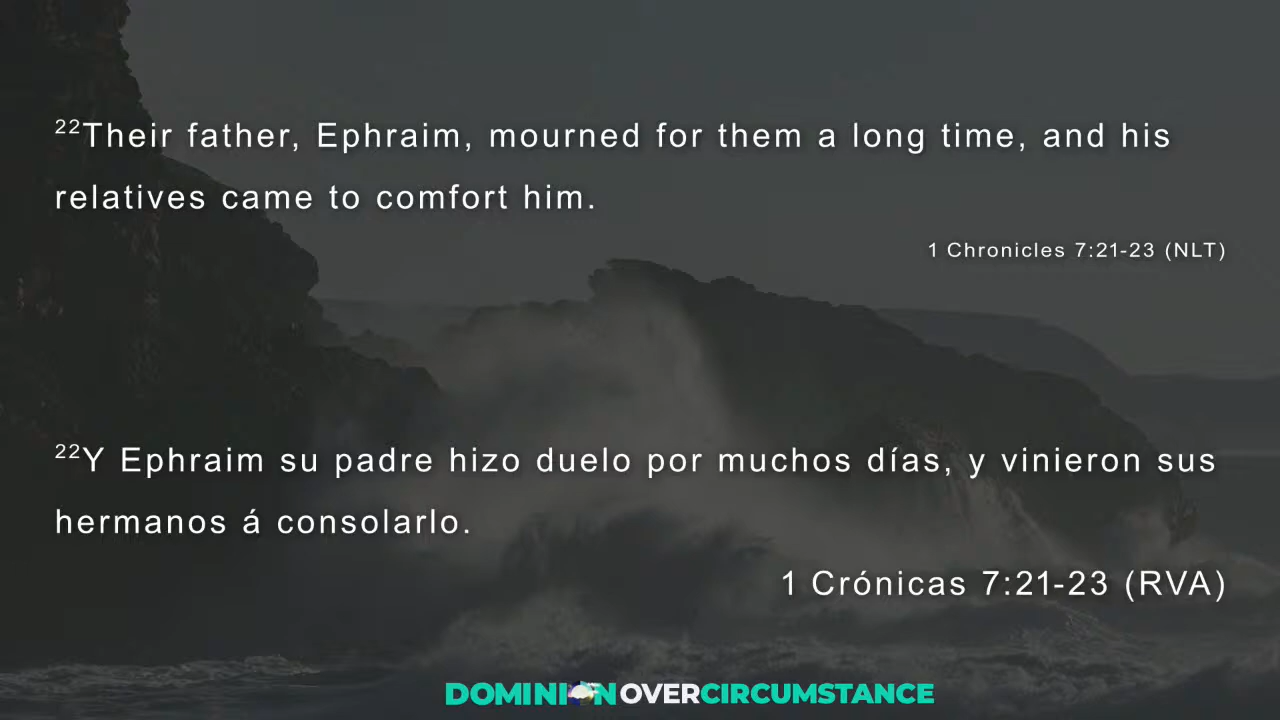 22Their father, Ephraim, mourned for them a long time, and his
relatives came to comfort him.
1 Chronicles 7:21-23 (NLT)
22Y Ephraim su padre hizo duelo por muchos días, y vinieron sus
hermanos á consolarlo.
1 Crónicas 7:21-23 (RVA)
DOMINION OVERCIRCUMSTANCE